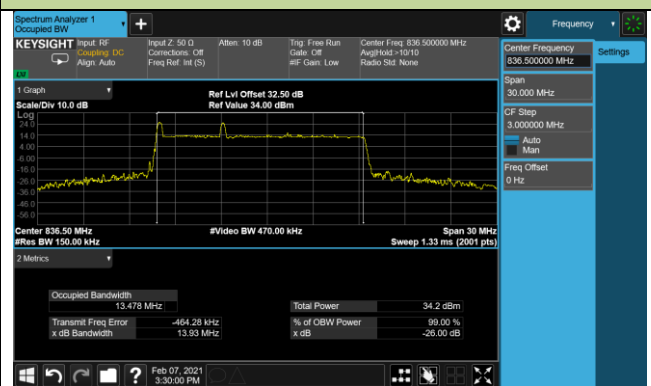 Spectrum Analyzer 1
Occupied BW
Frequency
KEYSIGHT
Input: RF
Coupling: DC
Align: Auto
Input Z: 50 Ω
Corrections: Off
Freq Ref: Int (S)
Atten: 10 dB
Trig: Free Run
Gate: Off
#IF Gain: Low
Center Freq: 836.500000 MHz
Avg|Hold:>10/10
Radio Std: None
LXI
1 Graph
Scale/Div 10.0 dB
Ref Lvl Offset 32.50 dB
Ref Value 34.00 dBm
Log
24.0
14.0
4.00
-6.00
-16.0
-26.0
-36.0
-46.0
-56.0
Center 836.50 MHz
#Res BW 150.00 kHz
#Video BW 470.00 kHz
Span 30 MHz
Sweep 1.33 ms (2001 pts)
2 Metrics
Occupied Bandwidth
13.478 MHz
Transmit Freq Error -464.28 kHz
x dB Bandwidth 13.93 MHz
Total Power 34.2 dBm
% of OBW Power 99.00 %
x dB -26.00 dB
Center Frequency
836.500000 MHz
Settings
Span
30.000 MHz
CF Step
3.000000 MHz
Auto
Man
Freq Offset
0 Hz
?
Feb 07, 2021
3:30:00 PM